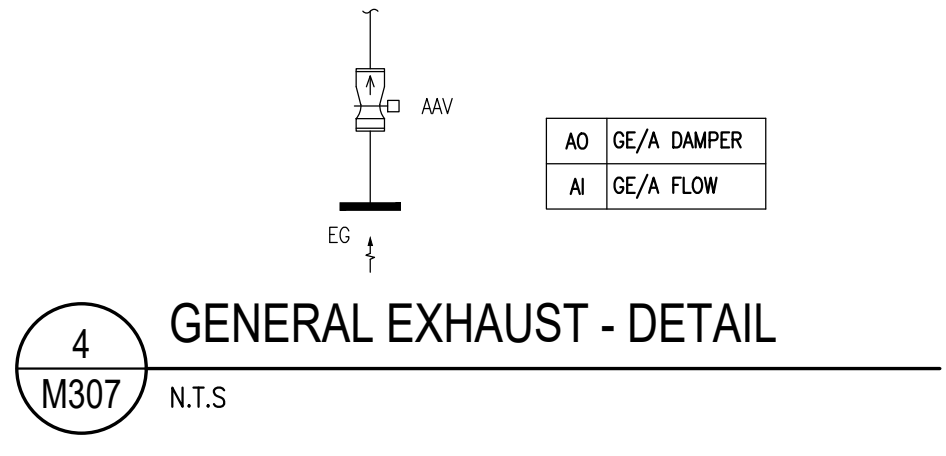 AAV
AO GE/A DAMPER
AI GE/A FLOW
EG
4
M307
GENERAL EXHAUST - DETAIL
N.T.S